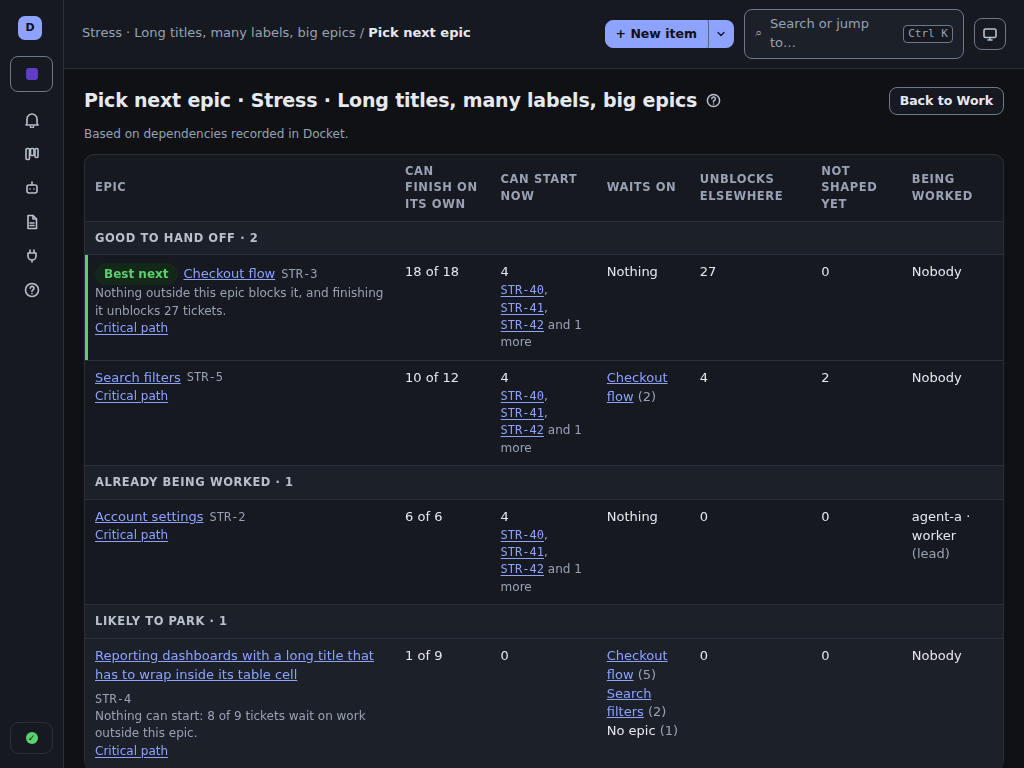 D
Stress · Long titles, many labels, big epics / Pick next epic
+ New item
Search or jump to…
Ctrl K
Pick next epic · Stress · Long titles, many labels, big epics
Back to Work
Based on dependencies recorded in Docket.
EPIC
CAN FINISH ON ITS OWN
CAN START NOW
WAITS ON
UNBLOCKS ELSEWHERE
NOT SHAPED YET
BEING WORKED
GOOD TO HAND OFF · 2
Best next Checkout flow STR-3
Nothing outside this epic blocks it, and finishing
it unblocks 27 tickets.
Critical path
18 of 18
4
STR-40,
STR-41,
STR-42 and 1
more
Nothing
27
0
Nobody
Search filters STR-5
Critical path
10 of 12
4
STR-40,
STR-41,
STR-42 and 1
more
Checkout
flow (2)
4
2
Nobody
ALREADY BEING WORKED · 1
Account settings STR-2
Critical path
6 of 6
4
STR-40,
STR-41,
STR-42 and 1
more
Nothing
0
0
agent-a ·
worker
(lead)
LIKELY TO PARK · 1
Reporting dashboards with a long title that
has to wrap inside its table cell
STR-4
Nothing can start: 8 of 9 tickets wait on work
outside this epic.
Critical path
1 of 9
0
Checkout
flow (5)
Search
filters (2)
No epic (1)
0
0
Nobody